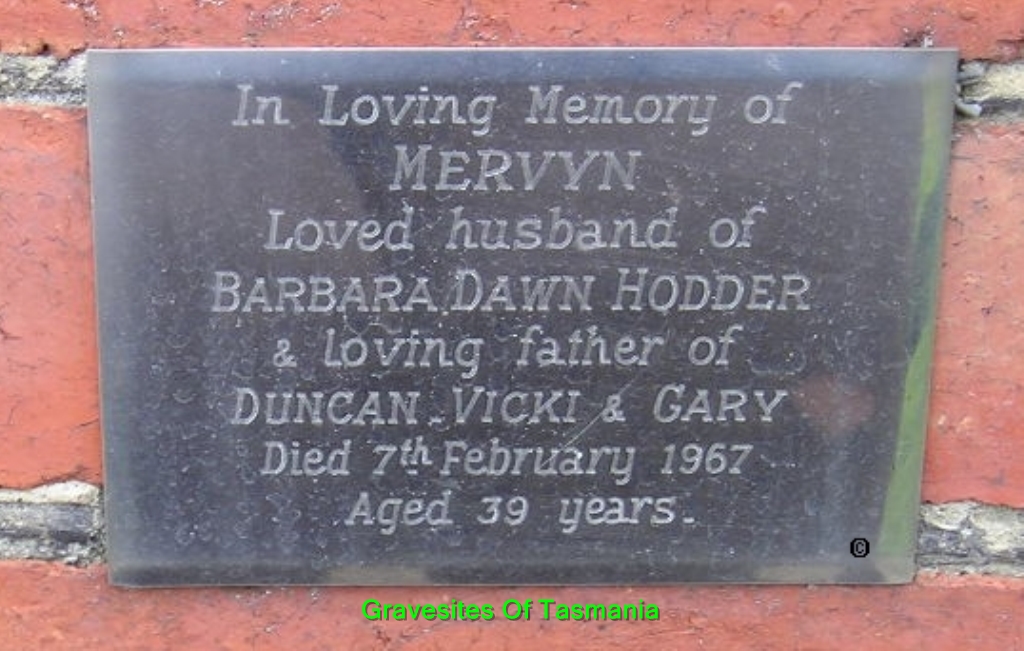 In Loving Memory of
MERVYN
Loved husband of
BARBARA DAWN HODDER
& loving father of
DUNCAN, VICKI & GARY
Died 7th February 1967
Aged 39 years.
©
Gravesites Of Tasmania